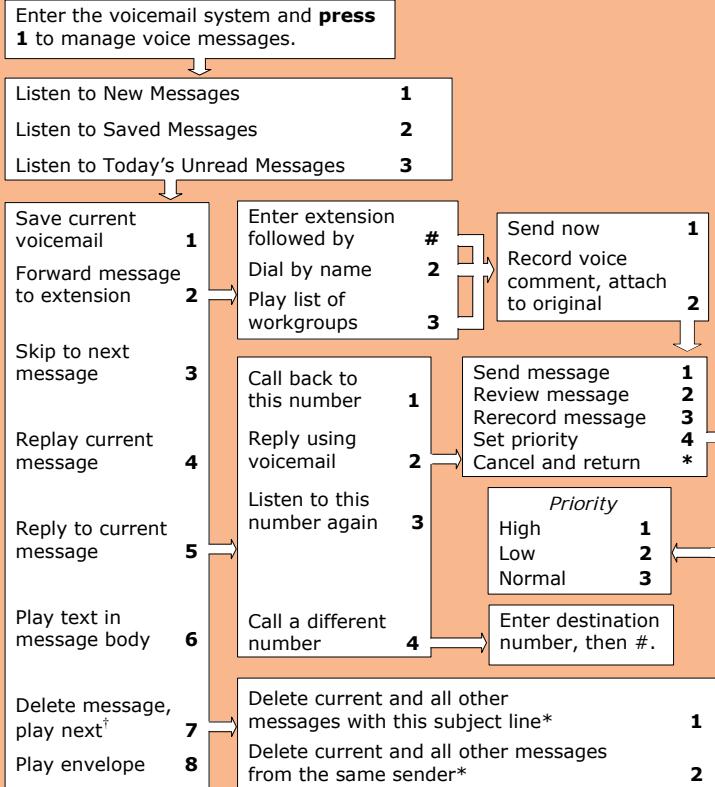 Enter the voicemail system and press
1 to manage voice messages.
Listen to New Messages 1
Listen to Saved Messages 2
Listen to Today's Unread Messages 3
Save current
voicemail 1
Forward message
to extension 2
Skip to next
message 3
Replay current
message 4
Reply to current
message 5
Play text in
message body 6
Delete message,
play next† 7
Play envelope 8
Enter extension
followed by #
Dial by name 2
Play list of
workgroups 3
Send now 1
Record voice
comment, attach
to original 2
Call back to
this number 1
Reply using
voicemail 2
Listen to this
number again 3
Call a different
number 4
Send message 1
Review message 2
Rerecord message 3
Set priority 4
Cancel and return *
Priority
High 1
Low 2
Normal 3
Enter destination
number, then #.
Delete current and all other
messages with this subject line* 1
Delete current and all other messages
from the same sender* 2